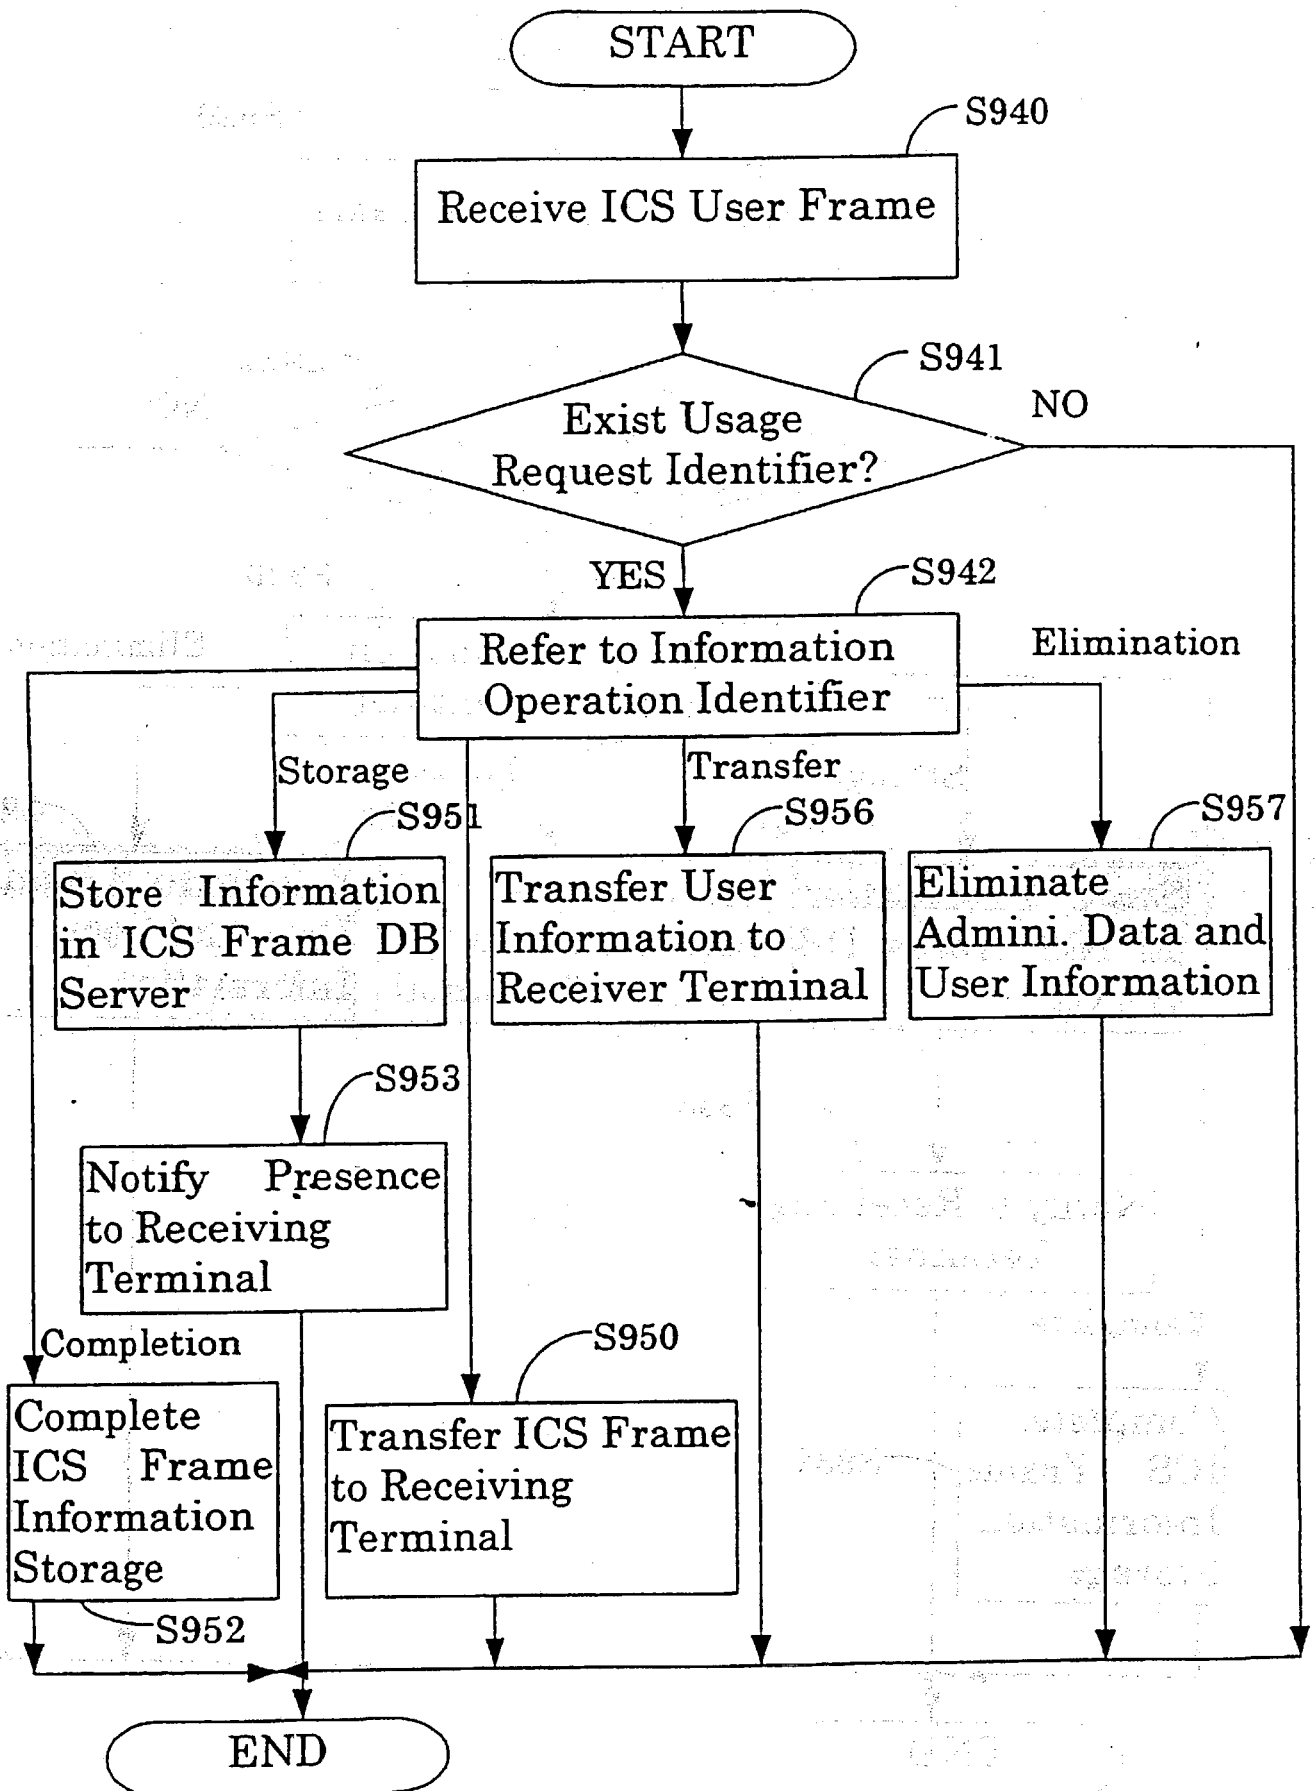 START
S940
Receive ICS User Frame
S941
Exist Usage
Request Identifier?
NO
YES
S942
Refer to Information
Operation Identifier
Elimination
Storage
Transfer
S951
S956
S957
Store Information
in ICS Frame DB
Server
Transfer User
Information to
Receiver Terminal
Eliminate
Admini. Data and
User Information
S953
Notify Presence
to Receiving
Terminal
Completion
S950
Complete
ICS Frame
Information
Storage
Transfer ICS Frame
to Receiving
Terminal
S952
END